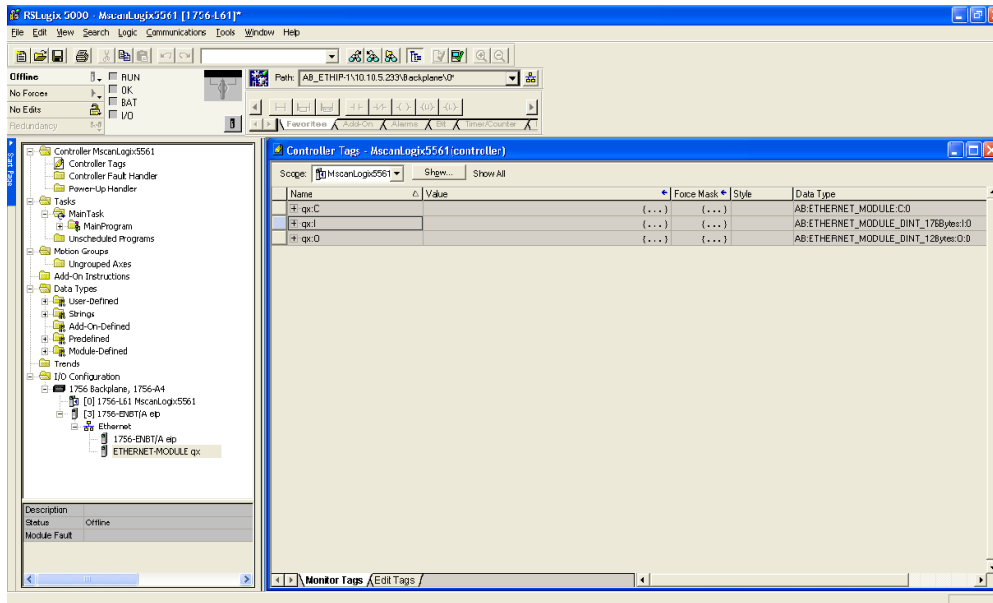 RSLogix 5000 - MscanLogix5561 [1756-L61]*
File Edit View Search Logic Communications Tools Window Help
Offline RUN
No Forces OK
No Edits BAT
Redundancy I/O
Path: AB_ETHIP-1\10.10.5.233\Backplane\0*
Favorites Add-On Alarms Bit Timer/Counter
Start Page
Controller MscanLogix5561
Controller Tags
Controller Fault Handler
Power-Up Handler
Tasks
MainTask
MainProgram
Unscheduled Programs
Motion Groups
Ungrouped Axes
Add-On Instructions
Data Types
User-Defined
Strings
Add-On-Defined
Predefined
Module-Defined
Trends
I/O Configuration
1756 Backplane, 1756-A4
[0] 1756-L61 MscanLogix5561
[3] 1756-ENBT/A eip
Ethernet
1756-ENBT/A eip
ETHERNET-MODULE qx
Description
Status Offline
Module Fault
Controller Tags - MscanLogix5561(controller)
Scope: MscanLogix5561 Show... Show All
Name Value Force Mask Style Data Type
qx:C {...} {...} AB:ETHERNET_MODULE:C:0
qx:I {...} {...} AB:ETHERNET_MODULE_DINT_176Bytes:I:0
qx:O {...} {...} AB:ETHERNET_MODULE_DINT_12Bytes:O:0
Monitor Tags Edit Tags